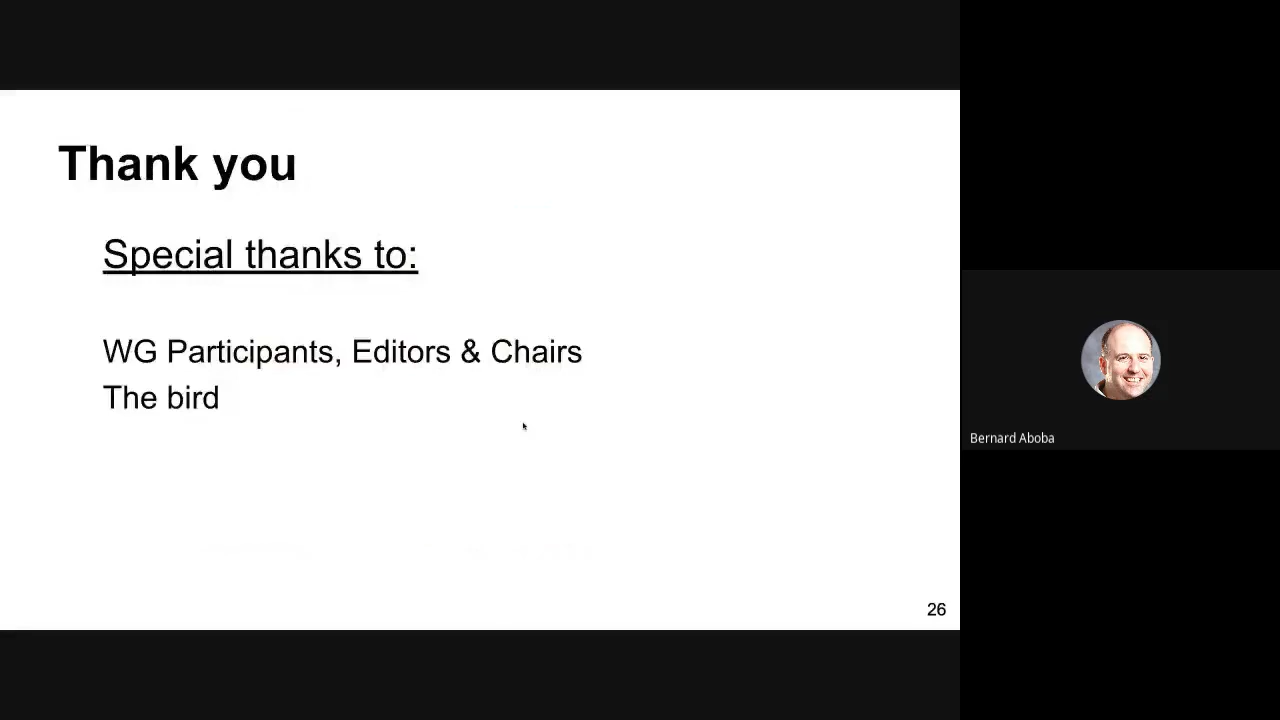 Thank you
Special thanks to:
WG Participants, Editors & Chairs
The bird
26
Bernard Aboba